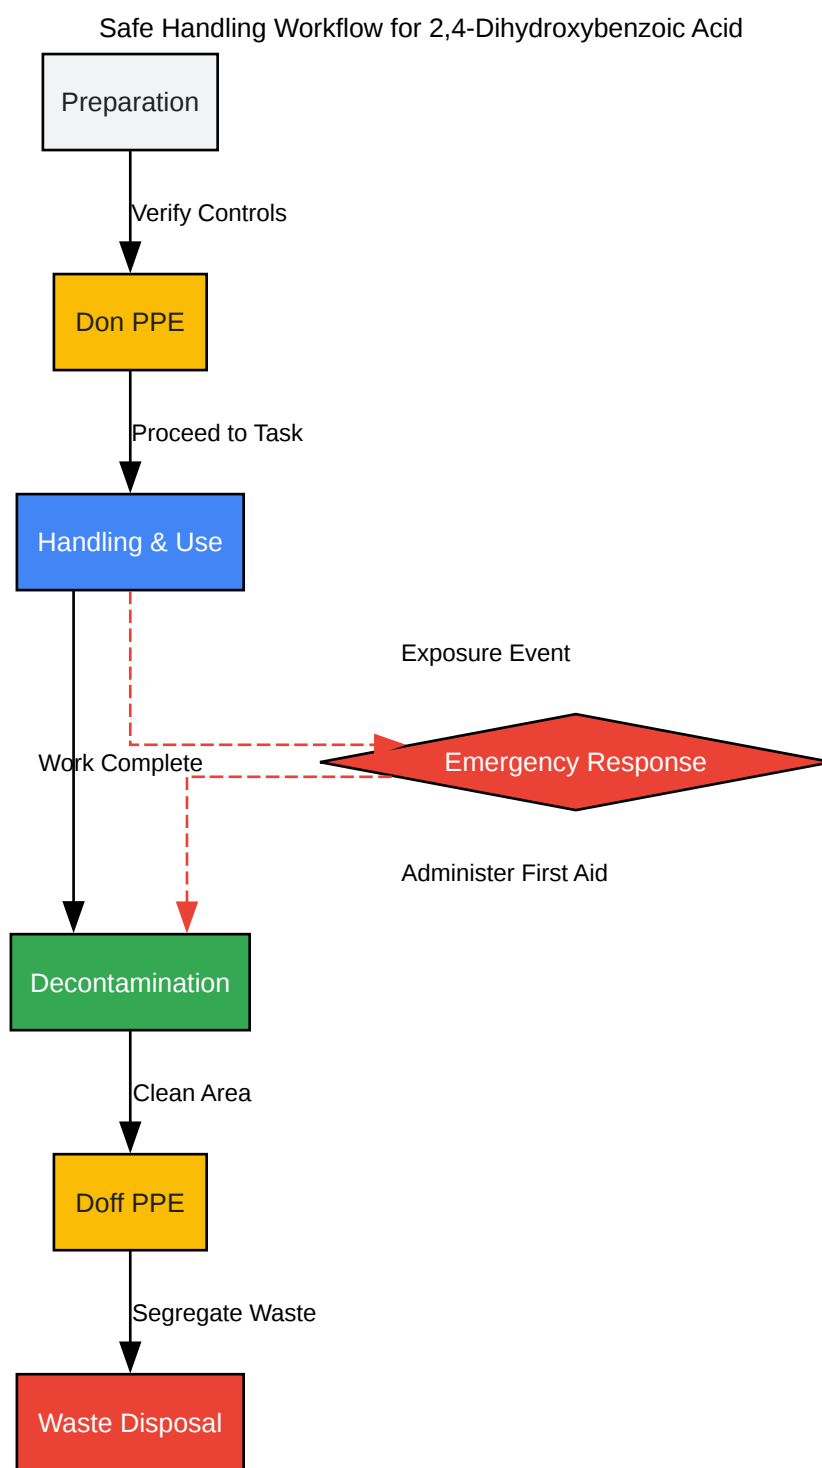 Safe Handling Workflow for 2,4-Dihydroxybenzoic Acid
Preparation
Verify Controls
Don PPE
Proceed to Task
Handling & Use
Exposure Event
Work Complete
Emergency Response
Administer First Aid
Decontamination
Clean Area
Doff PPE
Segregate Waste
Waste Disposal